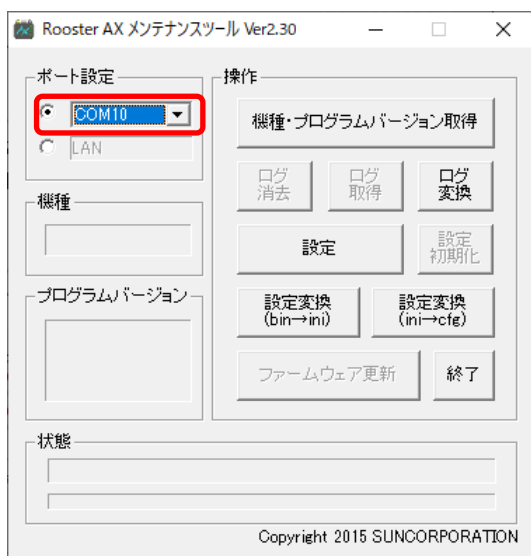 Rooster AX メンテナンスツール Ver2.30
ポート設定
COM10
LAN
機種
プログラムバージョン
操作
機種・プログラムバージョン取得
ログ
消去
ログ
取得
ログ
変換
設定
設定
初期化
設定変換
(bin→ini)
設定変換
(ini→cfg)
ファームウェア更新
終了
状態
Copyright 2015 SUNCORPORATION